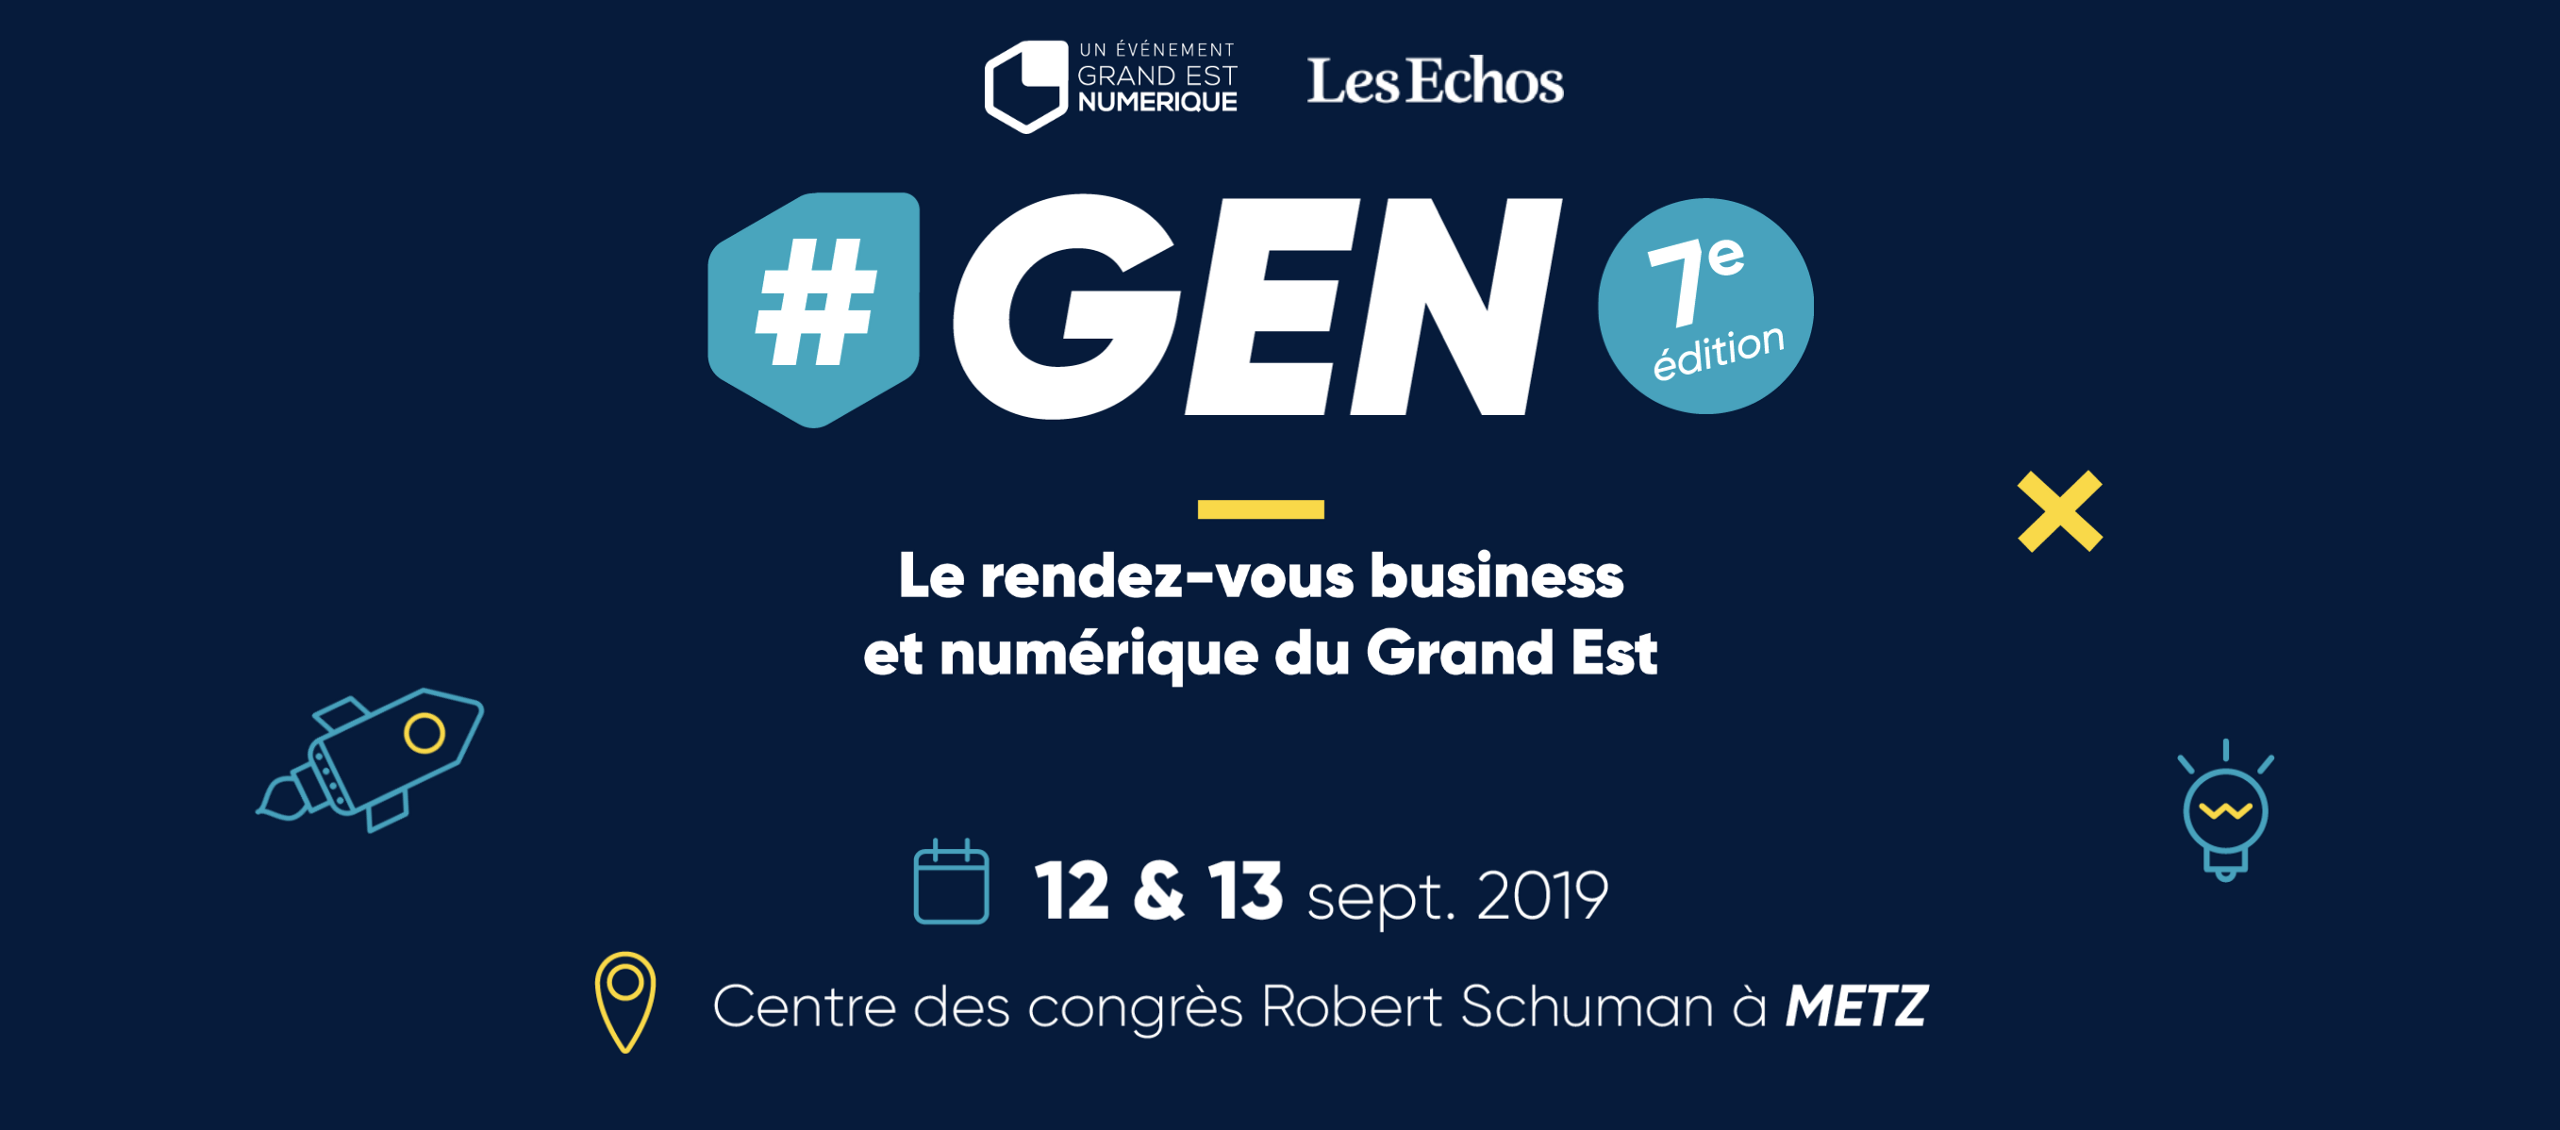 UN ÉVÉNEMENT
GRAND EST
NUMERIQUE
Les Echos
#GEN
7e
édition
Le rendez-vous business
et numérique du Grand Est
12 & 13 sept. 2019
Centre des congrès Robert Schuman à METZ